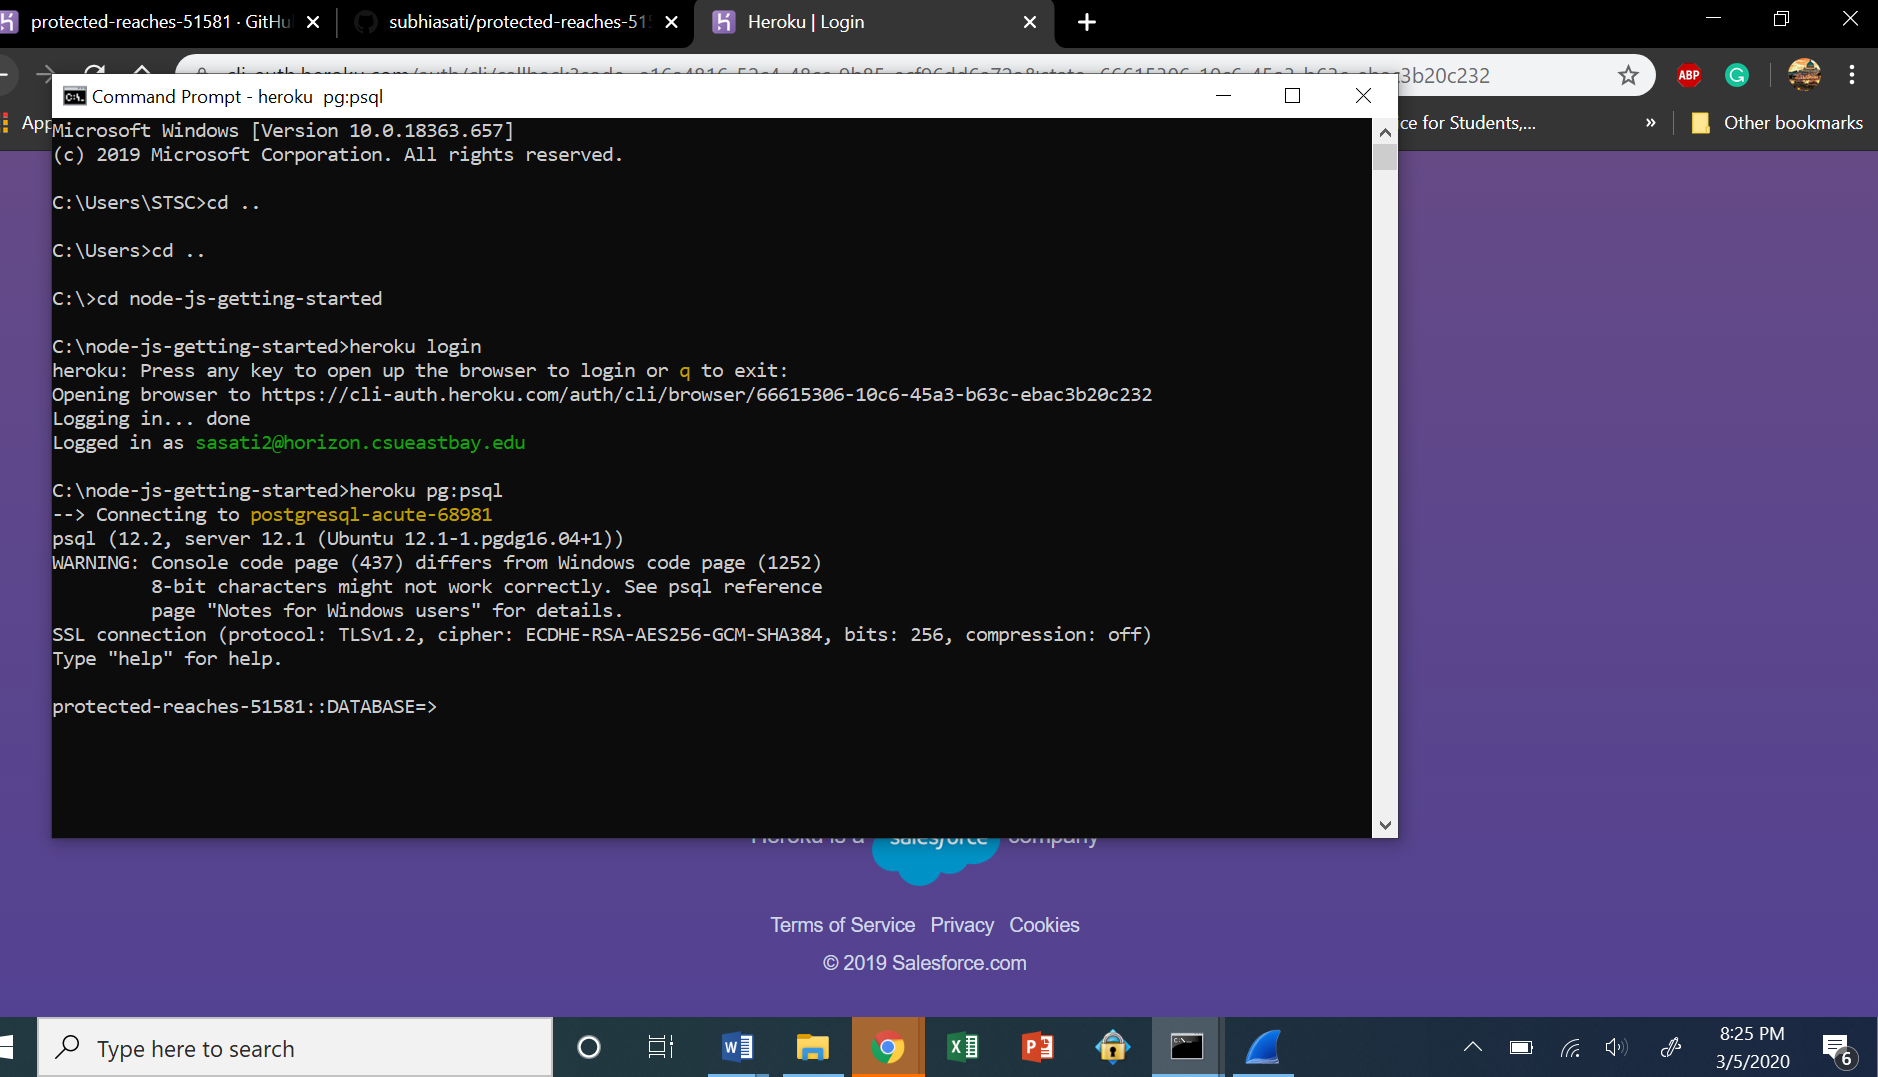 protected-reaches-51581 · GitHu
subhiasati/protected-reaches-515
Heroku | Login
3b20c232
ABP
Command Prompt - heroku  pg:psql
App
ce for Students,...
»
Other bookmarks
Microsoft Windows [Version 10.0.18363.657]
(c) 2019 Microsoft Corporation. All rights reserved.
C:\Users\STSC>cd ..
C:\Users>cd ..
C:\>cd node-js-getting-started
C:\node-js-getting-started>heroku login
heroku: Press any key to open up the browser to login or q to exit:
Opening browser to https://cli-auth.heroku.com/auth/cli/browser/66615306-10c6-45a3-b63c-ebac3b20c232
Logging in... done
Logged in as sasati2@horizon.csueastbay.edu
C:\node-js-getting-started>heroku pg:psql
--> Connecting to postgresql-acute-68981
psql (12.2, server 12.1 (Ubuntu 12.1-1.pgdg16.04+1))
WARNING: Console code page (437) differs from Windows code page (1252)
8-bit characters might not work correctly. See psql reference
page "Notes for Windows users" for details.
SSL connection (protocol: TLSv1.2, cipher: ECDHE-RSA-AES256-GCM-SHA384, bits: 256, compression: off)
Type "help" for help.
protected-reaches-51581::DATABASE=>
Heroku is a salesforce company
Terms of Service Privacy Cookies
© 2019 Salesforce.com
Type here to search
8:25 PM
3/5/2020
6